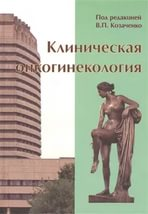 Под редакцией
В.П. Козаченко
Клиническая
онкогинекология